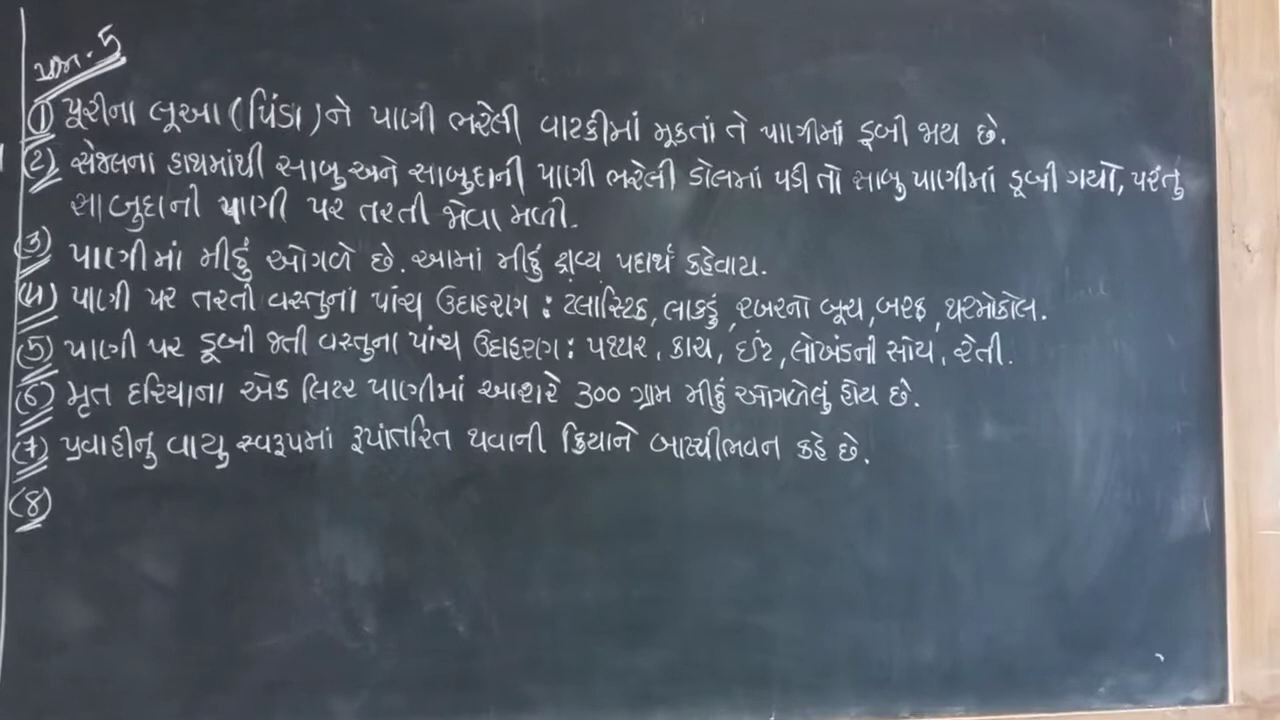 પ્રશ્ન.5
(1) પૂરીના લૂઆ (પિંડા) ને પાણી ભરેલી વાટકીમાં મૂકતાં તે પાણીમાં ડૂબી જાય છે.
(2) સેજલના હાથમાંથી સાબુ અને સાબુદાની પાણી ભરેલી ડોલમાં પડી તો સાબુ પાણીમાં ડૂબી ગયો, પરંતુ
સાબુદાની પાણી પર તરતી જોવા મળી.
(3) પાણીમાં મીઠું ઓગળે છે. આમાં મીઠું દ્રાવ્ય પદાર્થ કહેવાય.
(4) પાણી પર તરતી વસ્તુના પાંચ ઉદાહરણ : પ્લાસ્ટિક, લાકડું, રબરનો બૂચ, બરફ, થરમોકોલ.
(5) પાણી પર ડૂબી જતી વસ્તુના પાંચ ઉદાહરણ : પથ્થર, કાચ, ઈંટ, લોખંડની સોય, રેતી.
(6) મૃત દરિયાના એક લિટર પાણીમાં આશરે ૩૦૦ ગ્રામ મીઠું ઓગળેલું હોય છે.
(7) પ્રવાહીનું વાયુ સ્વરૂપમાં રૂપાંતરિત થવાની ક્રિયાને બાષ્પીભવન કહે છે.
(8)